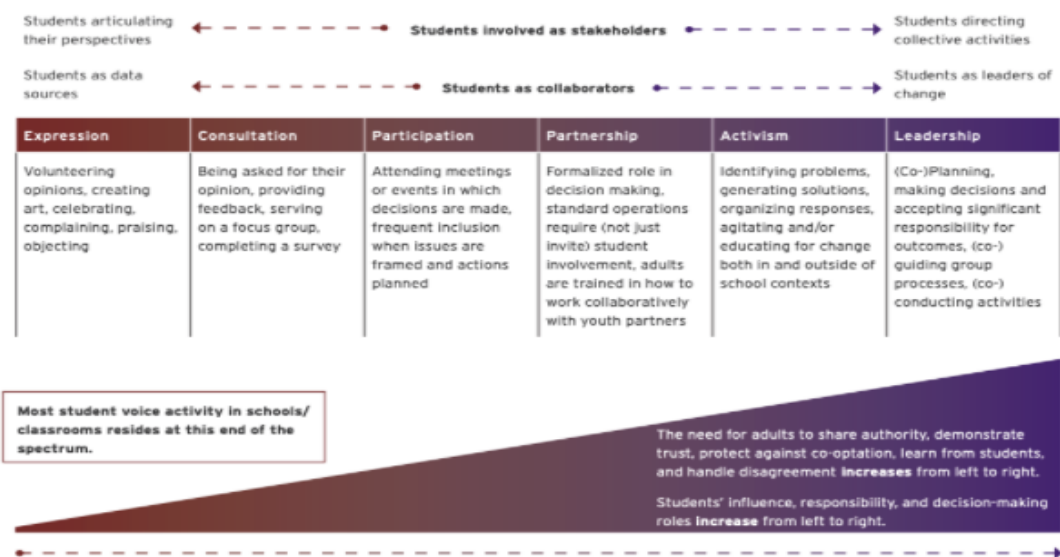 Students articulating
their perspectives
Students involved as stakeholders
Students directing
collective activities
Students as data
sources
Students as collaborators
Students as leaders of
change
Expression
Volunteering
opinions, creating
art, celebrating,
complaining, praising,
objecting
Consultation
Being asked for their
opinion, providing
feedback, serving
on a focus group,
completing a survey
Participation
Attending meetings
or events in which
decisions are made,
frequent inclusion
when issues are
framed and actions
planned
Partnership
Formalized role in
decision making,
standard operations
require (not just
invite) student
involvement, adults
are trained in how to
work collaboratively
with youth partners
Activism
Identifying problems,
generating solutions,
organizing responses,
agitating and/or
educating for change
both in and outside of
school contexts
Leadership
(Co-)Planning,
making decisions and
accepting significant
responsibility for
outcomes, (co-)
guiding group
processes, (co-)
conducting activities
Most student voice activity in schools/
classrooms resides at this end of the
spectrum.
The need for adults to share authority, demonstrate
trust, protect against co-optation, learn from students,
and handle disagreement increases from left to right.
Students' influence, responsibility, and decision-making
roles increase from left to right.